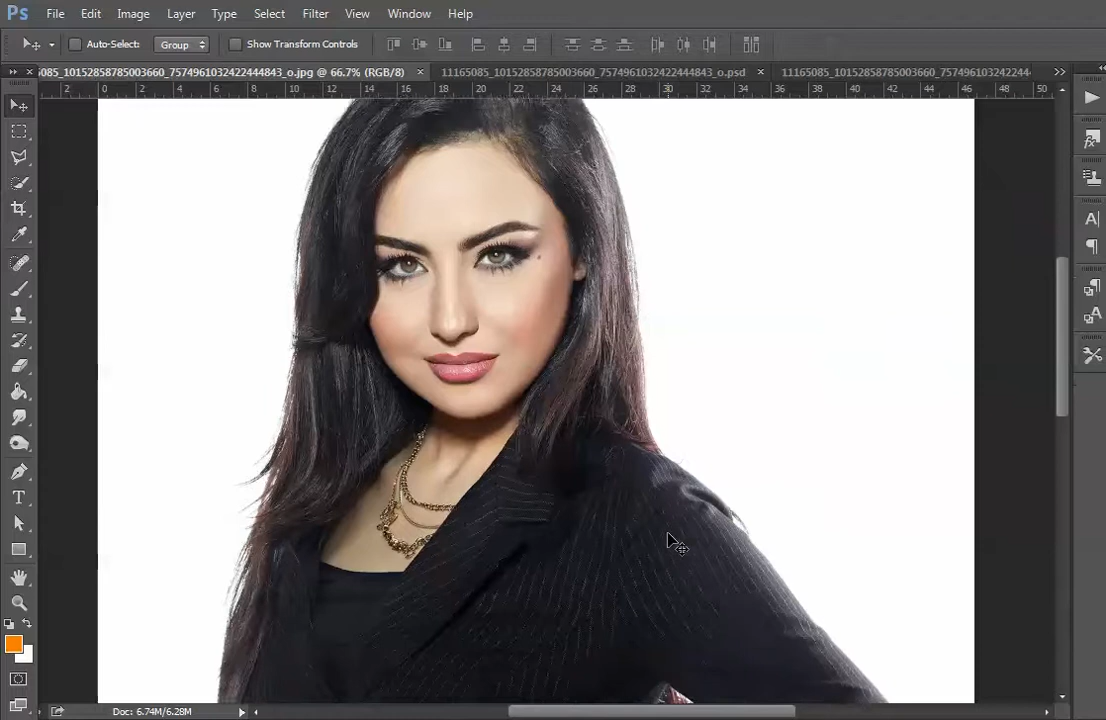 Ps File Edit Image Layer Type Select Filter View Window Help
Auto-Select: Group Show Transform Controls
5085_10152858785003660_7574961032422444843_o.jpg @ 66.7% (RGB/8) × 11165085_10152858785003660_7574961032422444843_o.psd × 11165085_10152858785003660_757496103242244
2 0 2 4 6 8 10 12 14 16 18 20 22 24 26 28 30 32 34 36 38 40 42 44 46 48 50
Doc: 6.74M/6.28M